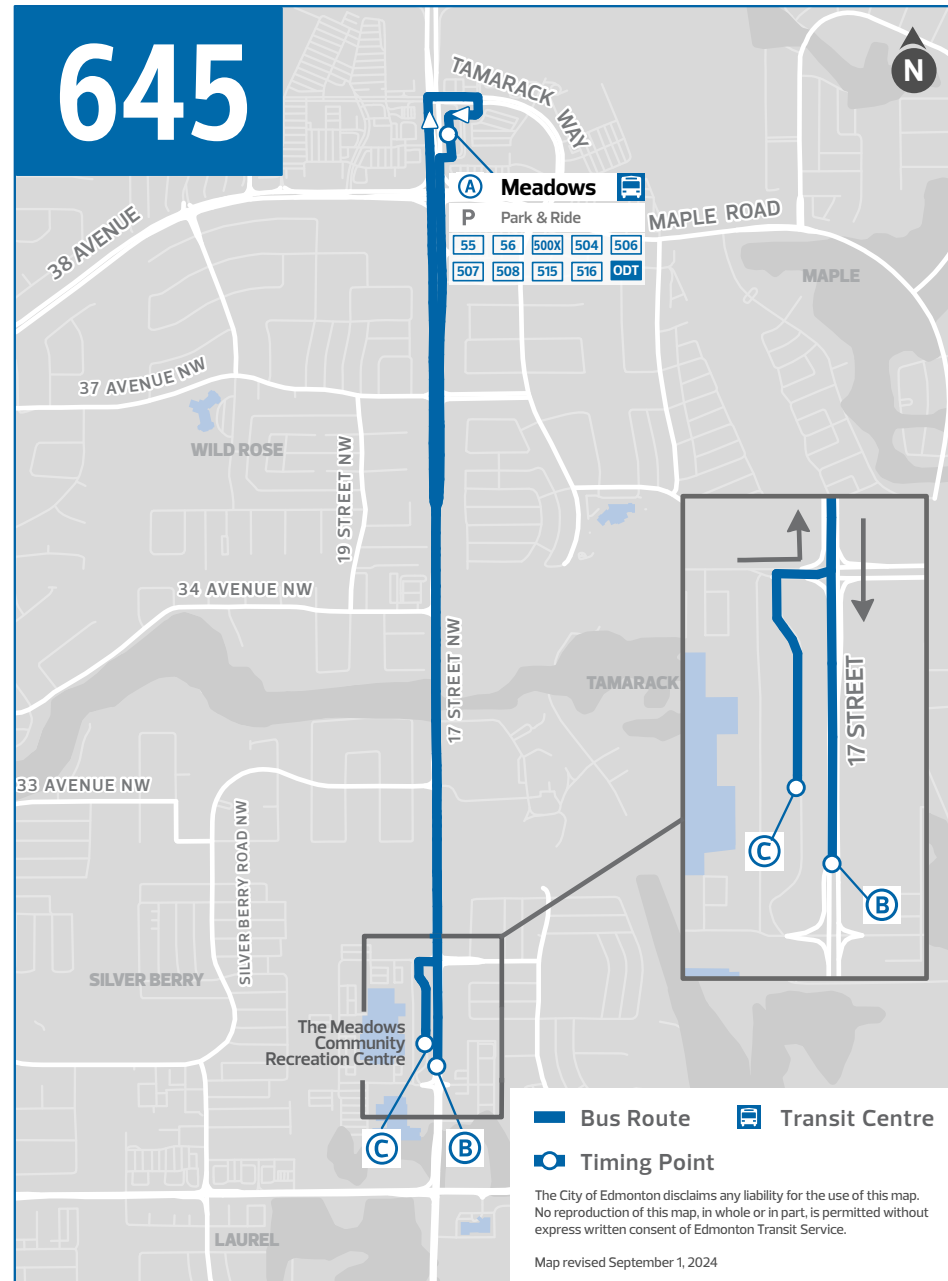 645
N
TAMARACK WAY
A Meadows
P Park & Ride
55 56 500X 504 506
507 508 515 516 ODT
38 AVENUE
MAPLE ROAD
MAPLE
37 AVENUE NW
WILD ROSE
19 STREET NW
34 AVENUE NW
17 STREET NW
TAMARACK
17 STREET
C
B
33 AVENUE NW
SILVER BERRY ROAD NW
SILVER BERRY
The Meadows
Community
Recreation Centre
C
B
LAUREL
Bus Route
Transit Centre
Timing Point
The City of Edmonton disclaims any liability for the use of this map.
No reproduction of this map, in whole or in part, is permitted without
express written consent of Edmonton Transit Service.
Map revised September 1, 2024